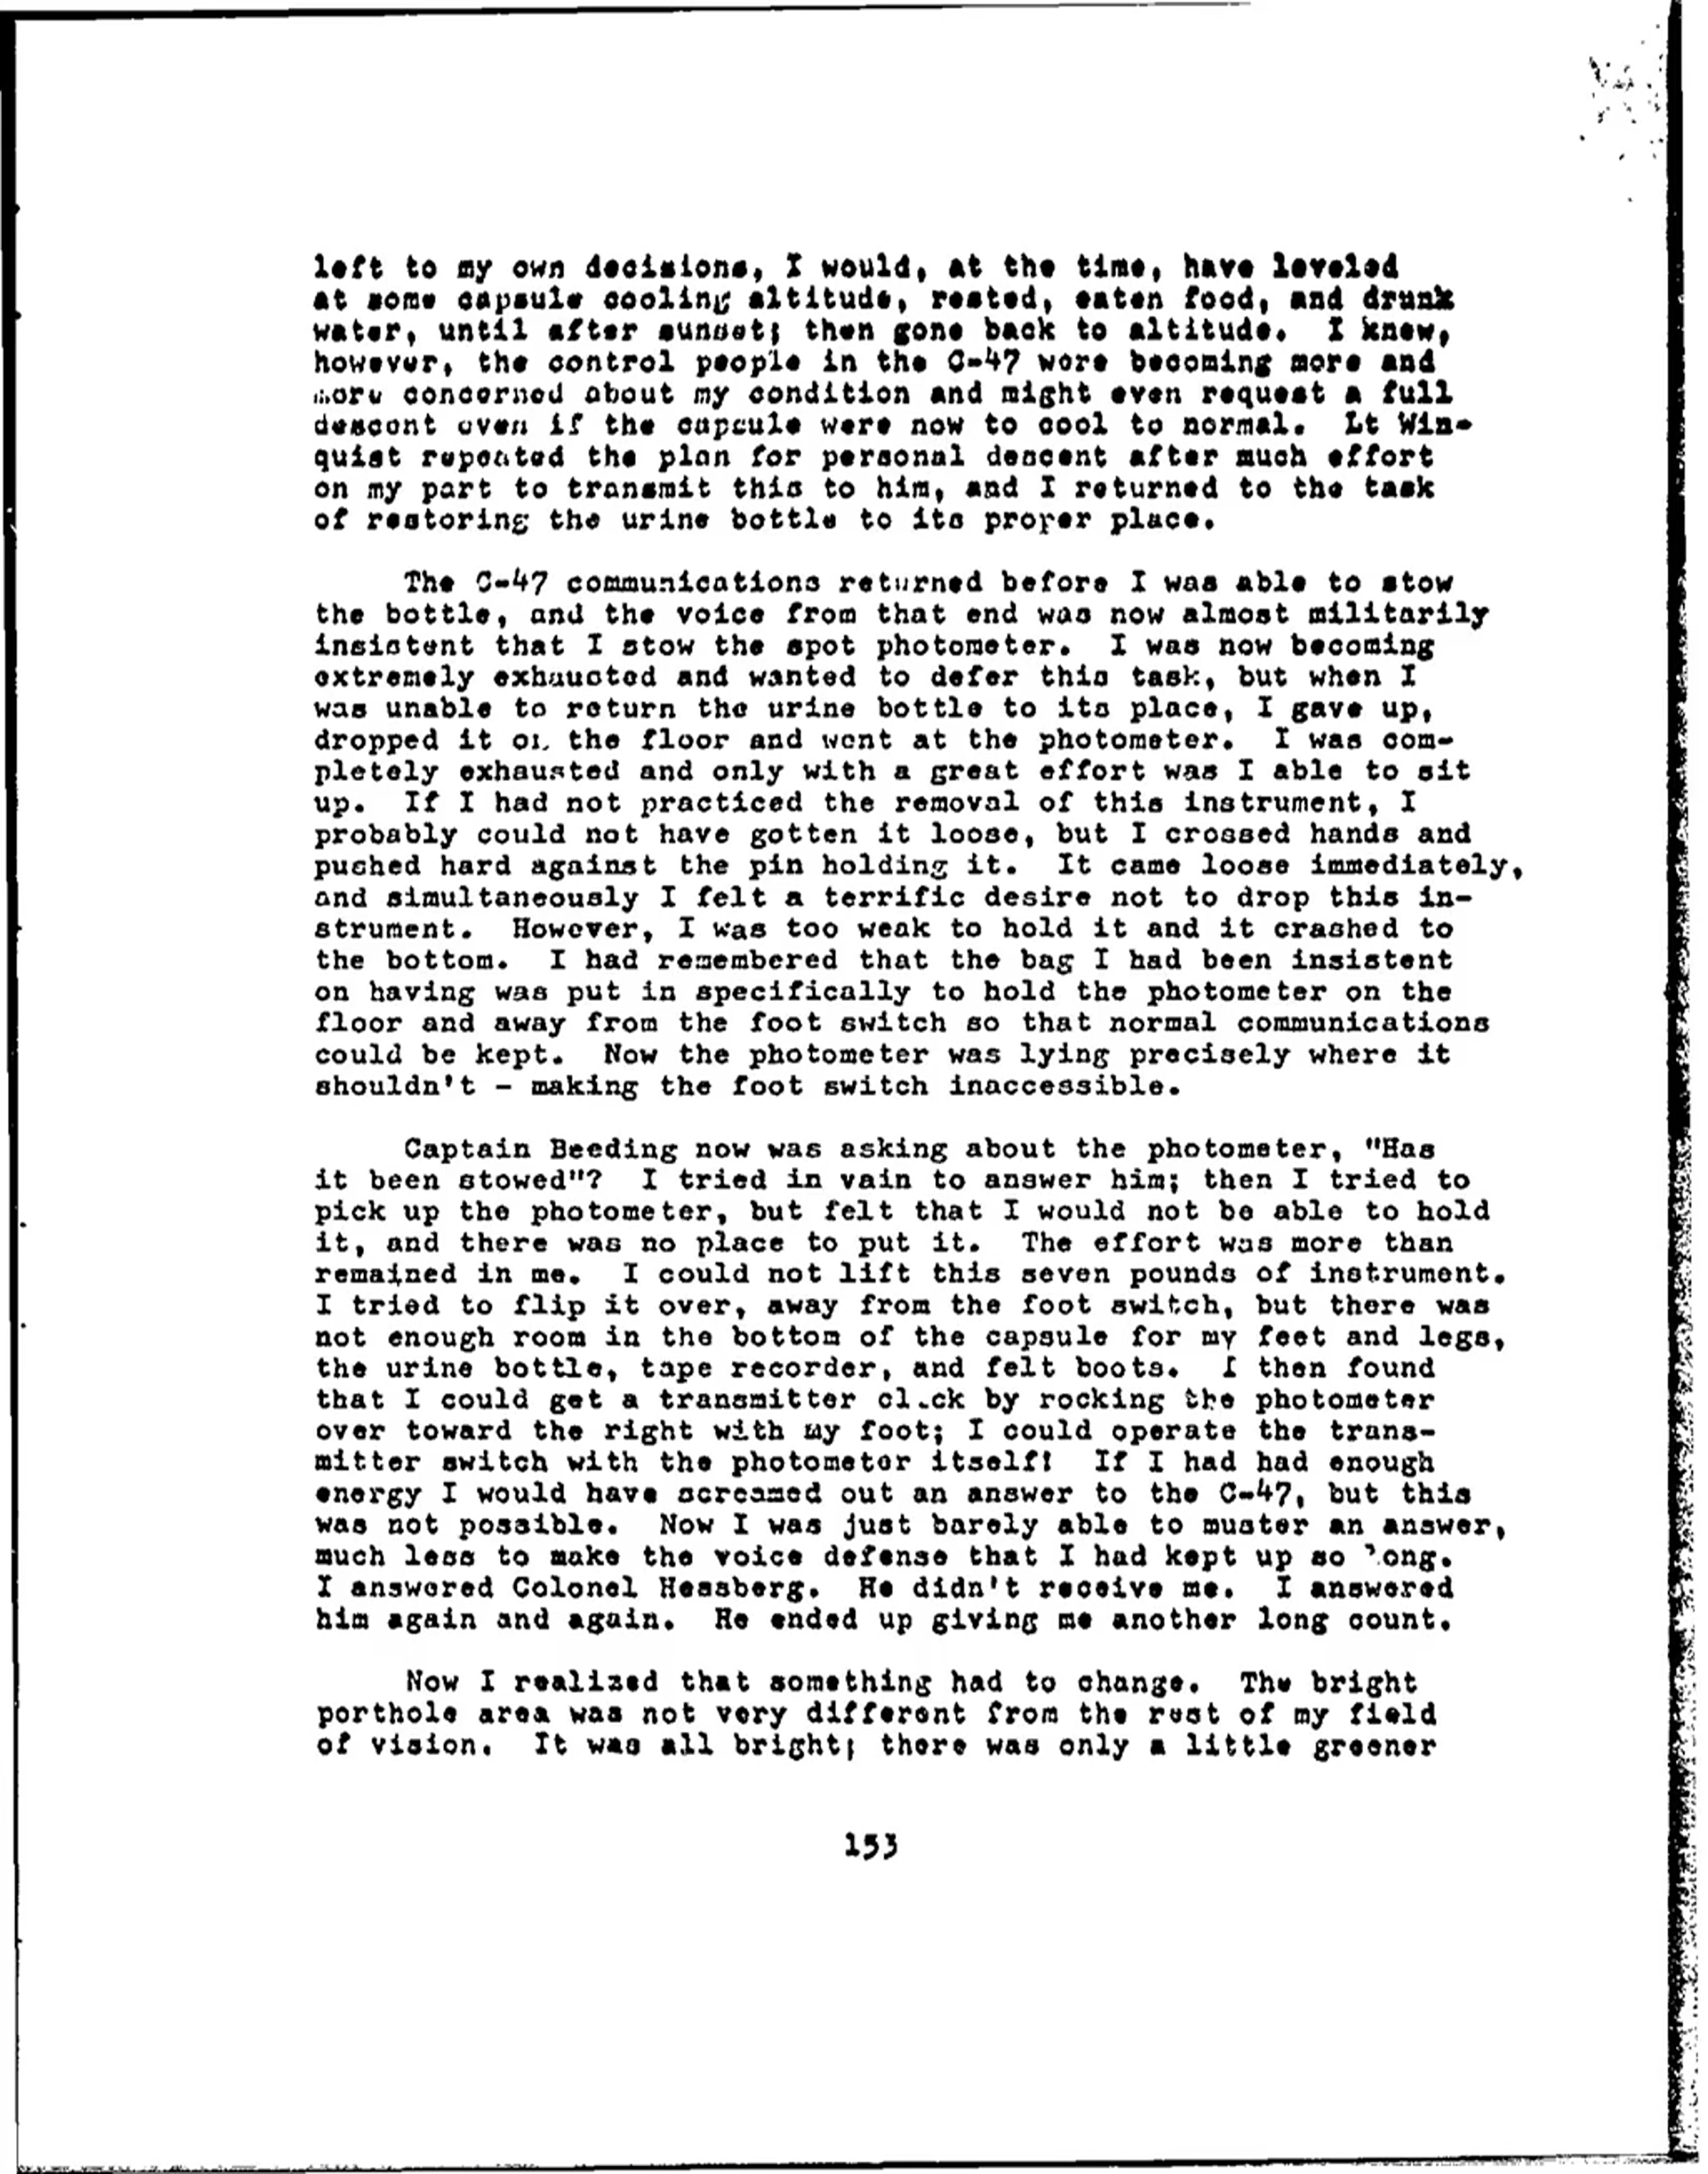 left to my own decisions, I would, at the time, have leveled
at some capsule cooling altitude, rested, eaten food, and drunk
water, until after sunset; then gone back to altitude. I knew,
however, the control people in the C-47 were becoming more and
more concerned about my condition and might even request a full
descent even if the capsule were now to cool to normal. Lt Win-
quist repeated the plan for personal descent after much effort
on my part to transmit this to him, and I returned to the task
of restoring the urine bottle to its proper place.
The C-47 communications returned before I was able to stow
the bottle, and the voice from that end was now almost militarily
insistent that I stow the spot photometer. I was now becoming
extremely exhausted and wanted to defer this task, but when I
was unable to return the urine bottle to its place, I gave up,
dropped it on the floor and went at the photometer. I was com-
pletely exhausted and only with a great effort was I able to sit
up. If I had not practiced the removal of this instrument, I
probably could not have gotten it loose, but I crossed hands and
pushed hard against the pin holding it. It came loose immediately,
and simultaneously I felt a terrific desire not to drop this in-
strument. However, I was too weak to hold it and it crashed to
the bottom. I had remembered that the bag I had been insistent
on having was put in specifically to hold the photometer on the
floor and away from the foot switch so that normal communications
could be kept. Now the photometer was lying precisely where it
shouldn't - making the foot switch inaccessible.
Captain Beeding now was asking about the photometer, "Has
it been stowed"? I tried in vain to answer him; then I tried to
pick up the photometer, but felt that I would not be able to hold
it, and there was no place to put it. The effort was more than
remained in me. I could not lift this seven pounds of instrument.
I tried to flip it over, away from the foot switch, but there was
not enough room in the bottom of the capsule for my feet and legs,
the urine bottle, tape recorder, and felt boots. I then found
that I could get a transmitter click by rocking the photometer
over toward the right with my foot; I could operate the trans-
mitter switch with the photometer itself! If I had had enough
energy I would have screamed out an answer to the C-47, but this
was not possible. Now I was just barely able to muster an answer,
much less to make the voice defense that I had kept up so long.
I answered Colonel Hessberg. He didn't receive me. I answered
him again and again. He ended up giving me another long count.
Now I realized that something had to change. The bright
porthole area was not very different from the rest of my field
of vision. It was all bright; there was only a little greener
153